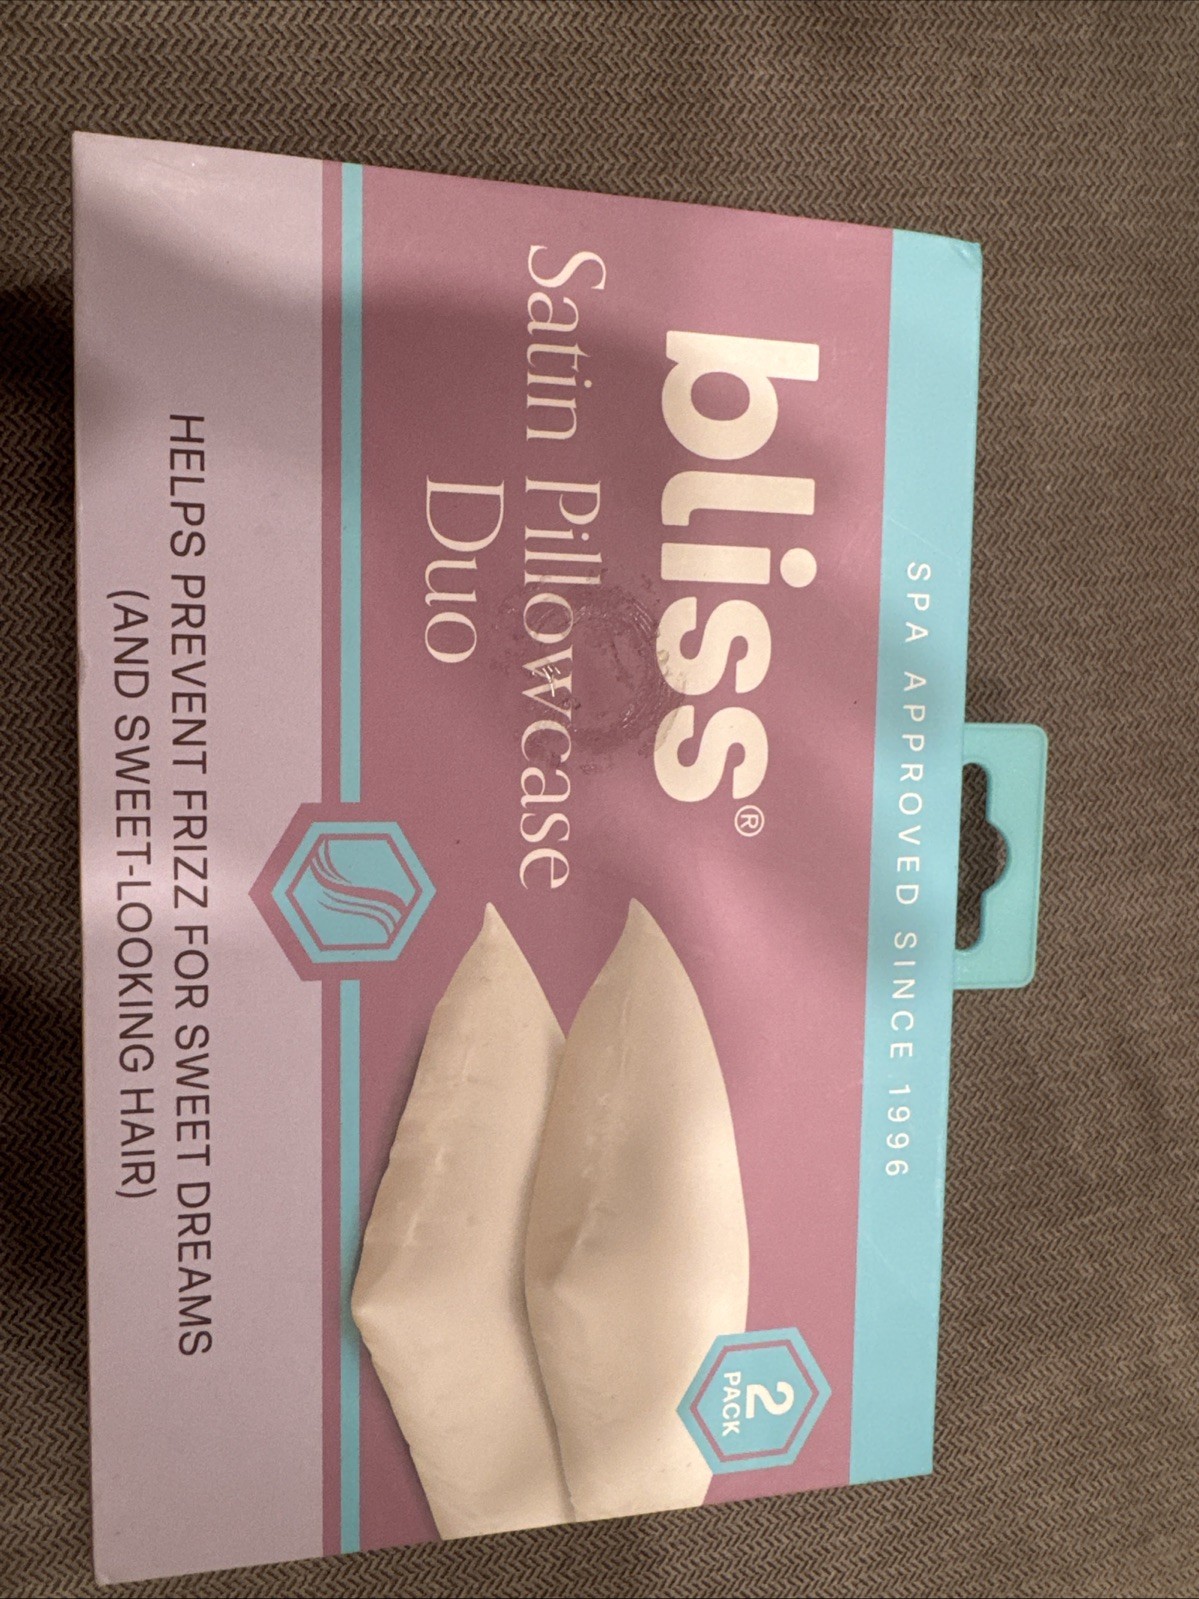 SPA APPROVED SINCE 1996
bliss®
Satin Pillowcase
Duo
2
PACK
HELPS PREVENT FRIZZ FOR SWEET DREAMS
(AND SWEET-LOOKING HAIR)